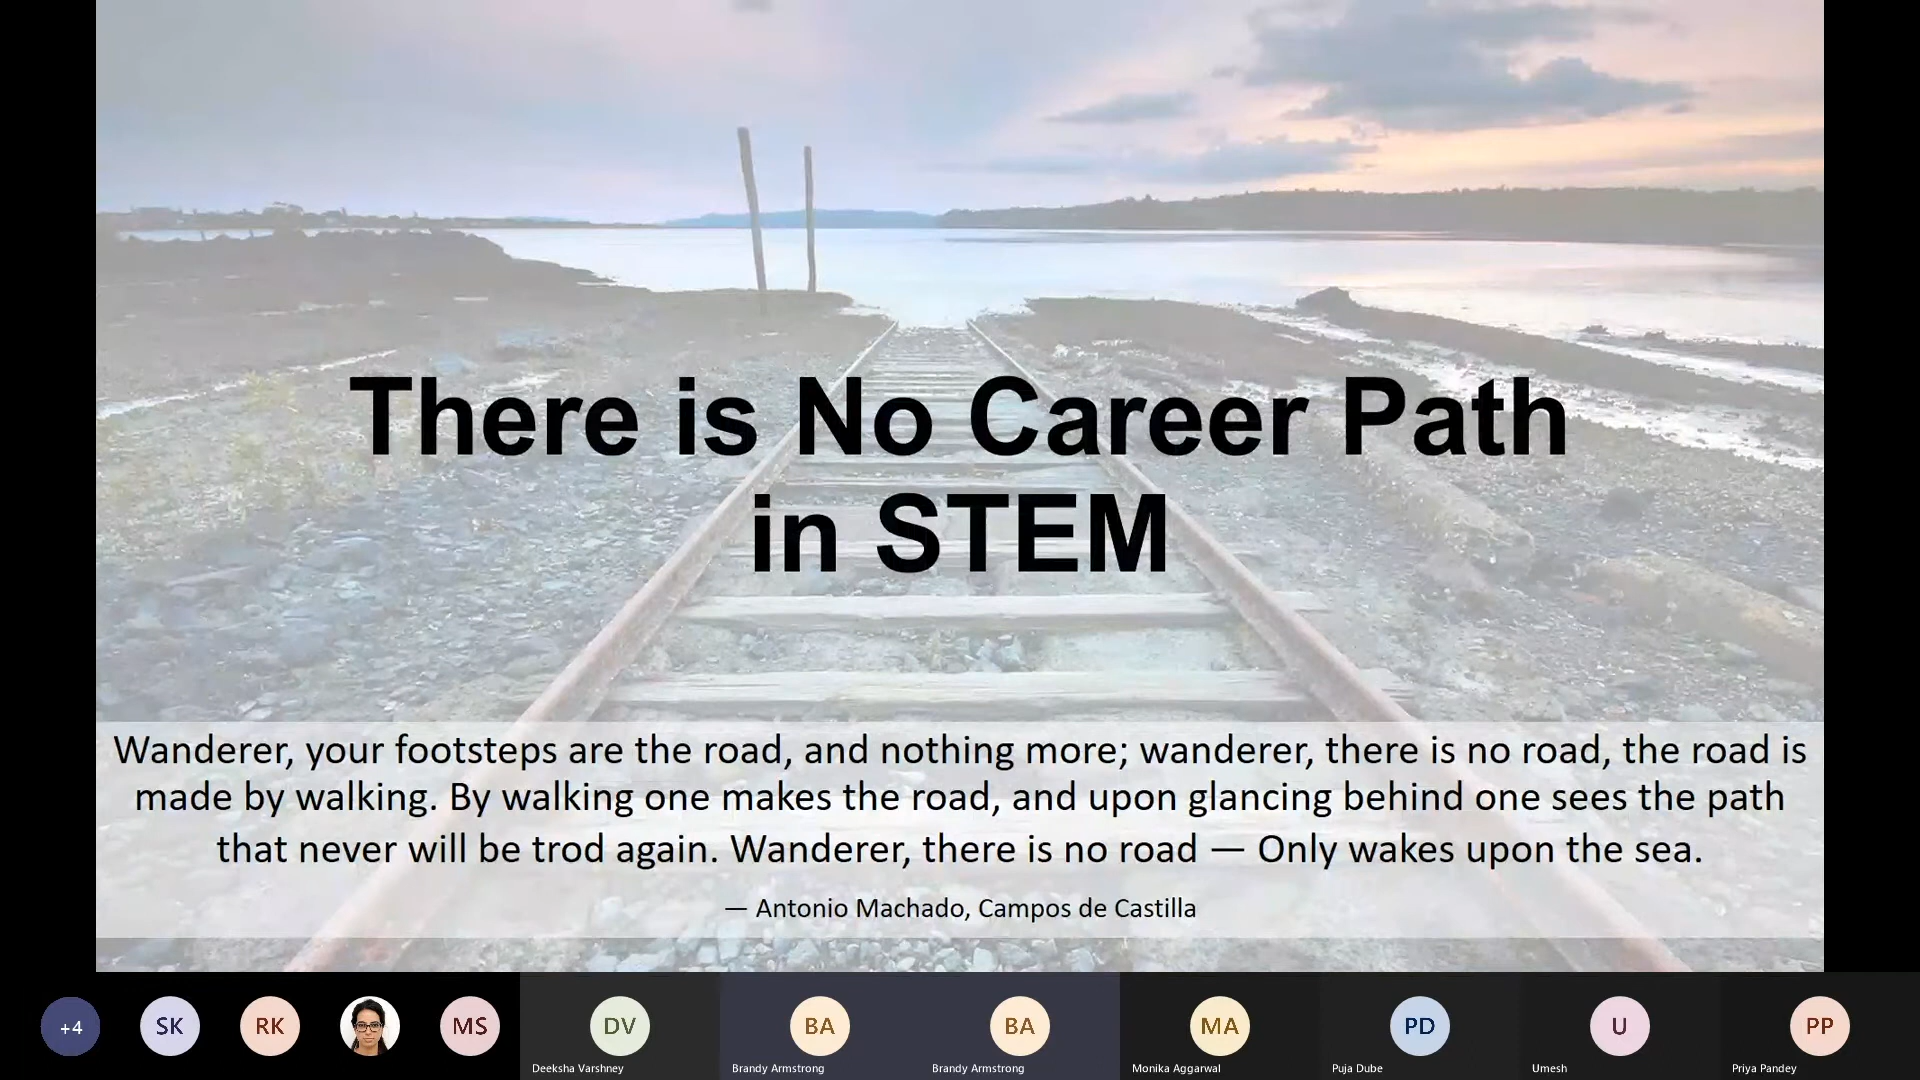 There is No Career Path
in STEM
Wanderer, your footsteps are the road, and nothing more; wanderer, there is no road, the road is
made by walking. By walking one makes the road, and upon glancing behind one sees the path
that never will be trod again. Wanderer, there is no road — Only wakes upon the sea.
— Antonio Machado, Campos de Castilla
+4
SK
RK
MS
DV
BA
BA
MA
PD
U
PP
Deeksha Varshney
Brandy Armstrong
Brandy Armstrong
Monika Aggarwal
Puja Dube
Umesh
Priya Pandey